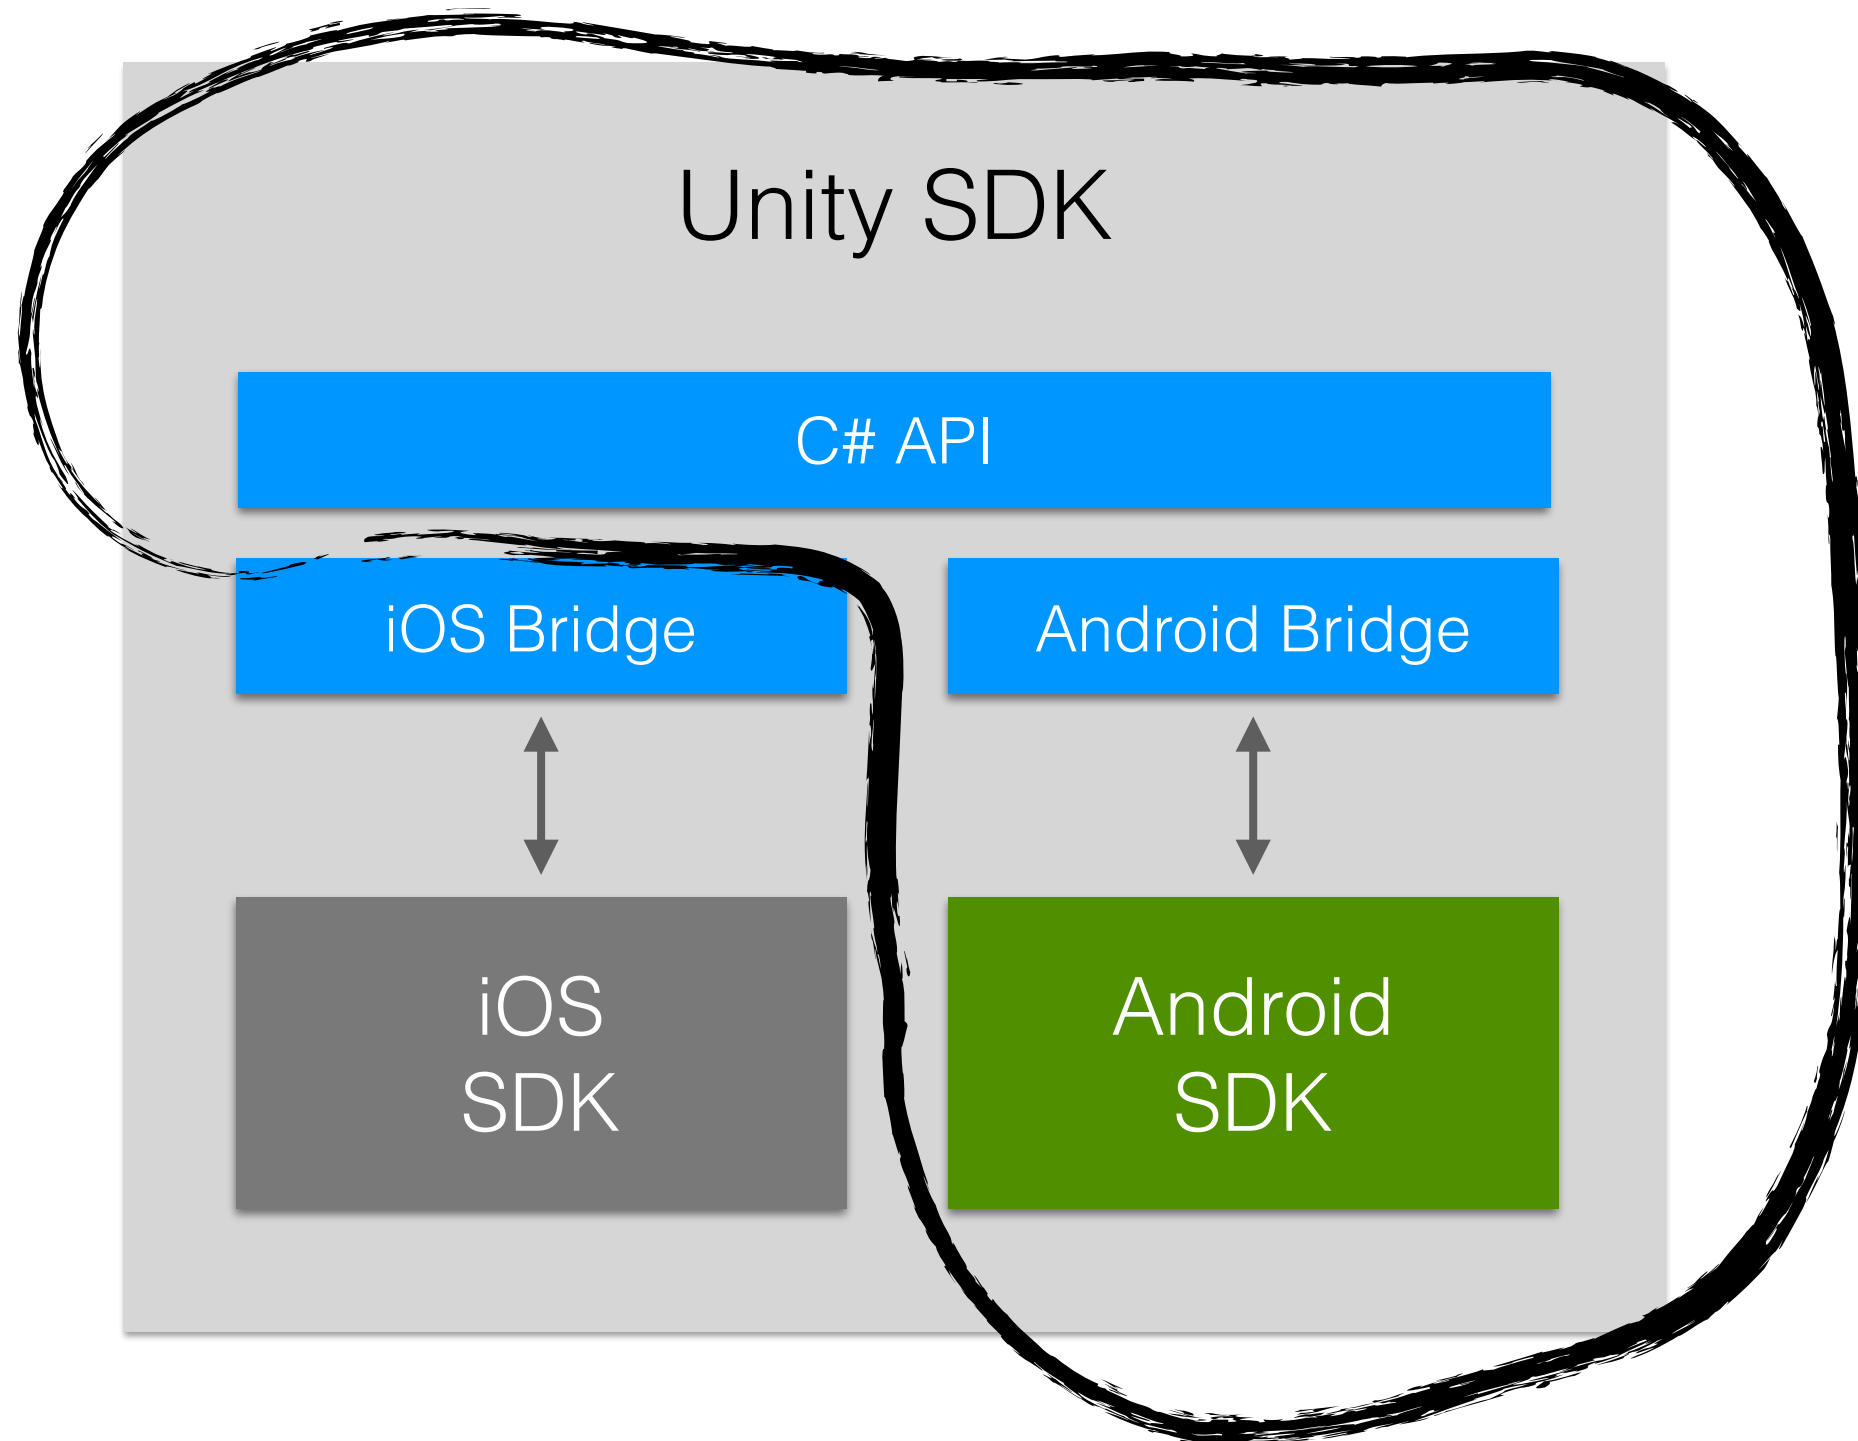 Unity SDK
C# API
iOS Bridge
Android Bridge
iOS
SDK
Android
SDK